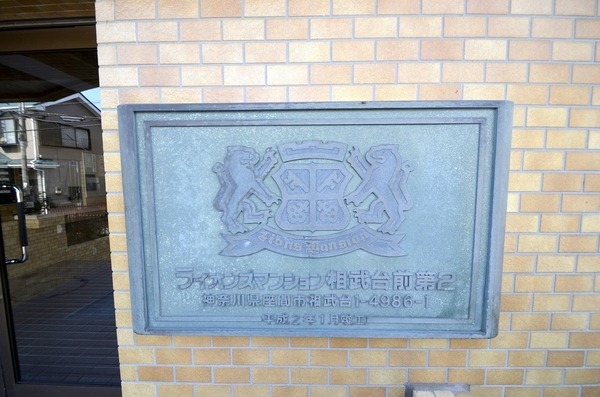 Lions Mansion
ライオンズマンション相武台前第2
神奈川県座間市相武台1-4986-1
平成2年1月竣工